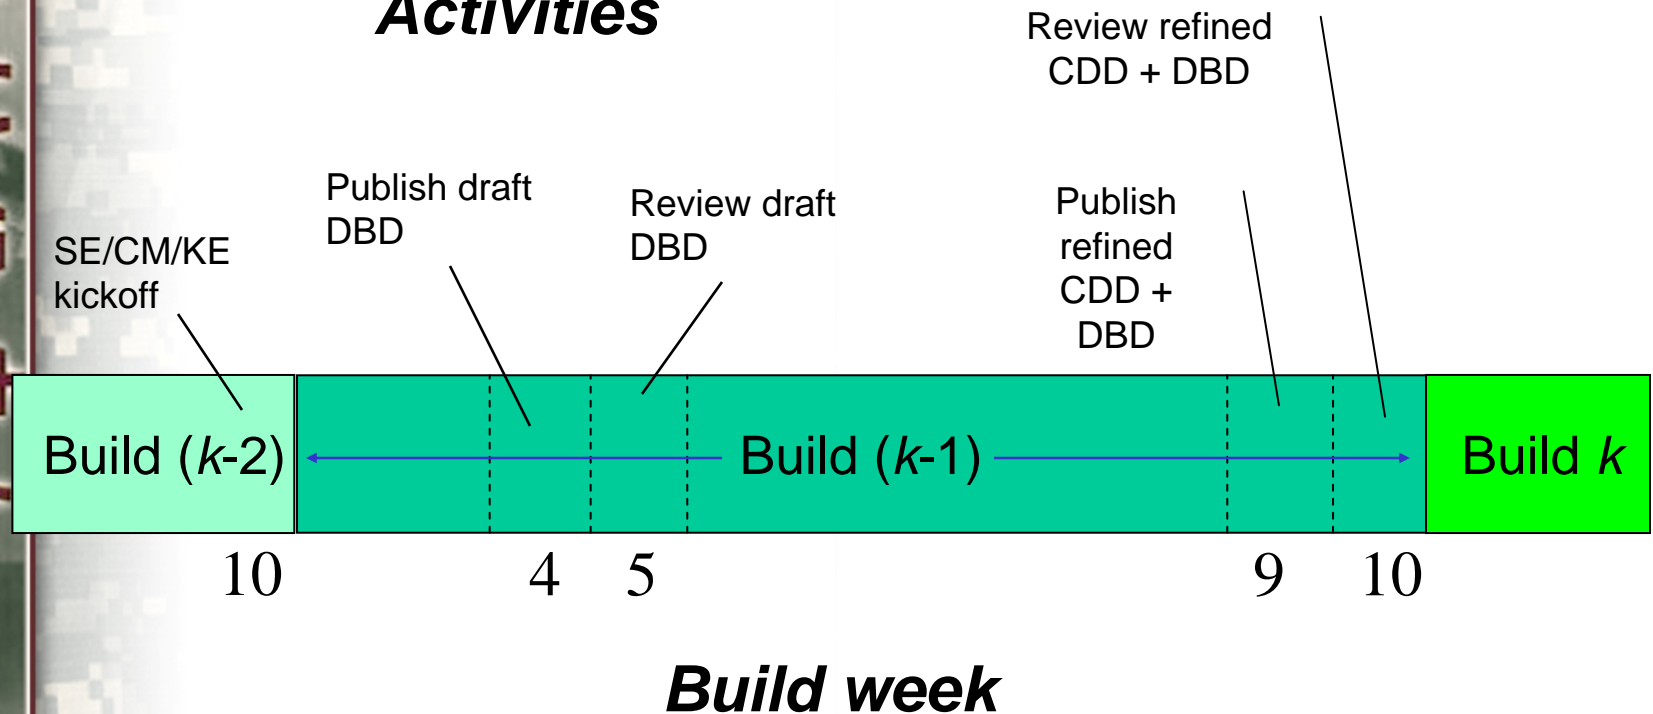 Activities
Review refined
CDD + DBD
Publish draft
DBD
Review draft
DBD
Publish
refined
CDD +
DBD
SE/CM/KE
kickoff
Build (k-2)
Build (k-1)
Build k
10
4
5
9
10
Build week